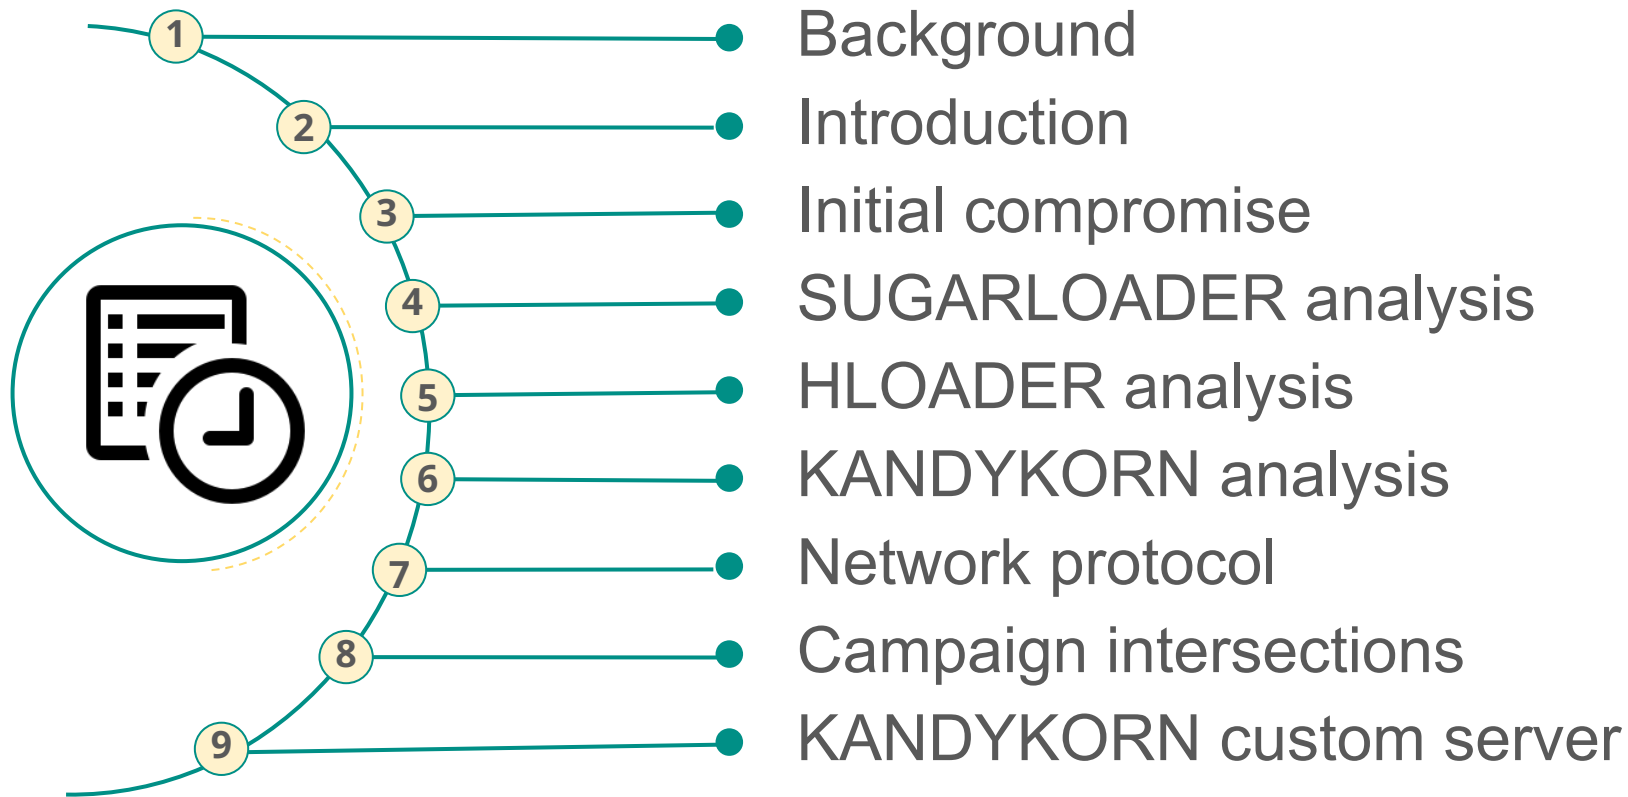 1 Background
2 Introduction
3 Initial compromise
4 SUGARLOADER analysis
5 HLOADER analysis
6 KANDYKORN analysis
7 Network protocol
8 Campaign intersections
9 KANDYKORN custom server